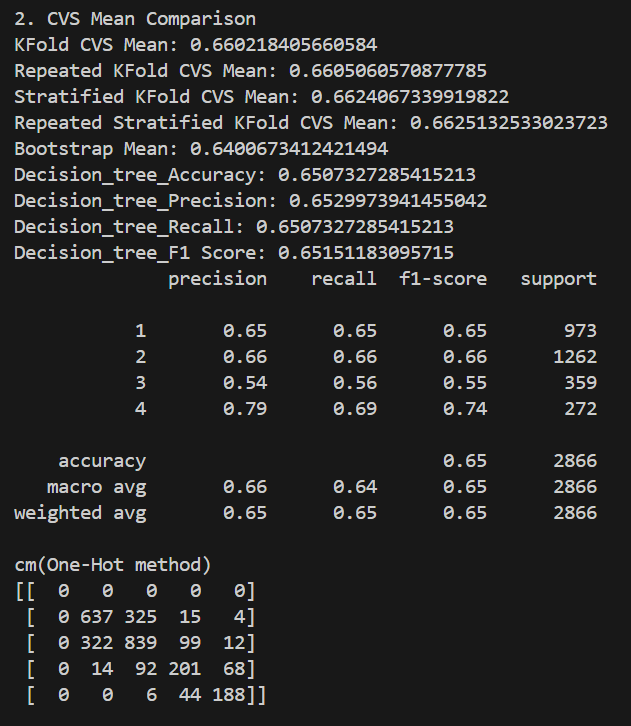 2. CVS Mean Comparison
KFold CVS Mean: 0.660218405660584
Repeated KFold CVS Mean: 0.6605060570877785
Stratified KFold CVS Mean: 0.6624067339919822
Repeated Stratified KFold CVS Mean: 0.6625132533023723
Bootstrap Mean: 0.6400673412421494
Decision_tree_Accuracy: 0.6507327285415213
Decision_tree_Precision: 0.6529973941455042
Decision_tree_Recall: 0.6507327285415213
Decision_tree_F1 Score: 0.65151183095715
              precision    recall  f1-score   support

           1       0.65      0.65      0.65       973
           2       0.66      0.66      0.66      1262
           3       0.54      0.56      0.55       359
           4       0.79      0.69      0.74       272

    accuracy                           0.65      2866
   macro avg       0.66      0.64      0.65      2866
weighted avg       0.65      0.65      0.65      2866

cm(One-Hot method)
[[  0   0   0   0   0]
 [  0 637 325  15   4]
 [  0 322 839  99  12]
 [  0  14  92 201  68]
 [  0   0   6  44 188]]